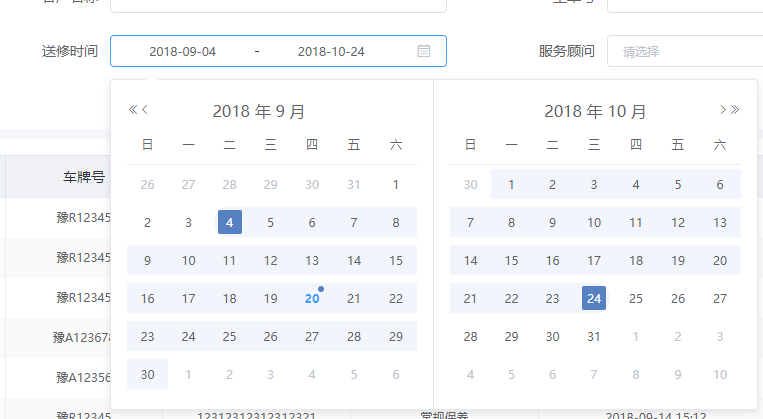 送修时间 2018-09-04 - 2018-10-24 服务顾问 请选择
2018 年 9 月
日 一 二 三 四 五 六
26 27 28 29 30 31 1
2 3 4 5 6 7 8
9 10 11 12 13 14 15
16 17 18 19 20 21 22
23 24 25 26 27 28 29
30 1 2 3 4 5 6
2018 年 10 月
日 一 二 三 四 五 六
30 1 2 3 4 5 6
7 8 9 10 11 12 13
14 15 16 17 18 19 20
21 22 23 24 25 26 27
28 29 30 31 1 2 3
4 5 6 7 8 9 10
车牌号
豫R12345
豫R12345
豫R12345
豫A123678
豫A12356
豫R12345 12312312312312321 常规保养 2018-09-14 15:12